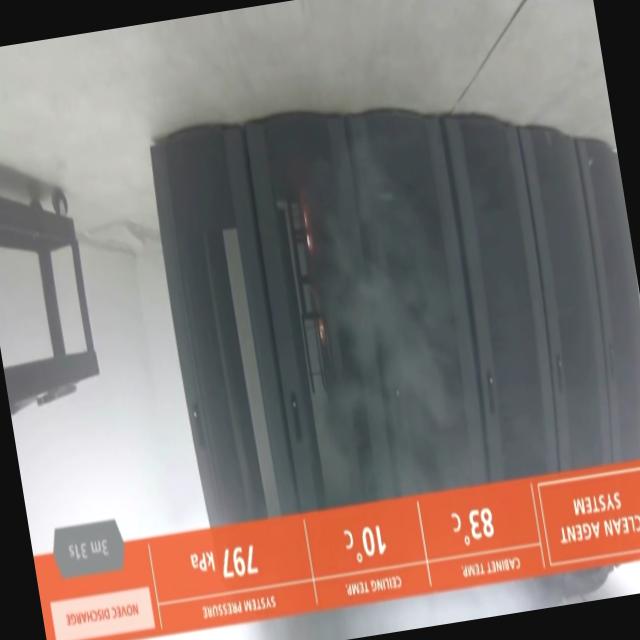 CLEAN AGENT
SYSTEM
CABINET TEMP.
83°C
CEILING TEMP.
10°C
SYSTEM PRESSURE
797 kPa
NOVEC DISCHARGE
3m 31s